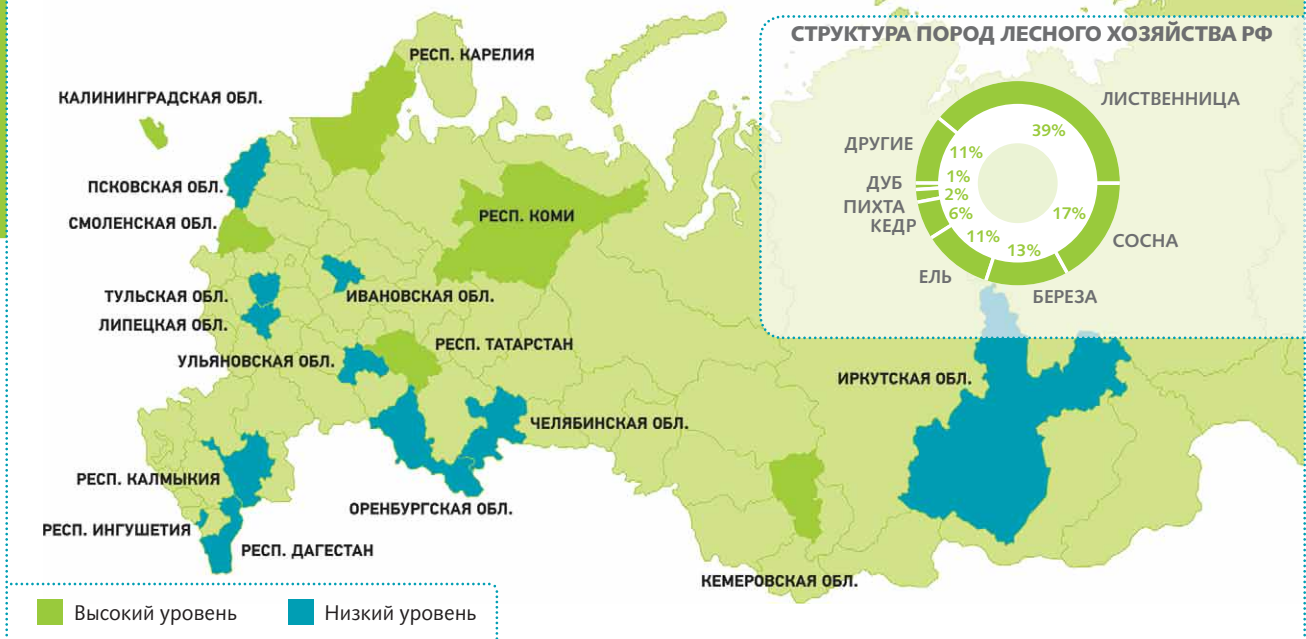 СТРУКТУРА ПОРОД ЛЕСНОГО ХОЗЯЙСТВА РФ
ЛИСТВЕННИЦА
39%
ДРУГИЕ
11%
ДУБ
1%
ПИХТА
2%
КЕДР
6%
17%
СОСНА
11%
13%
ЕЛЬ
БЕРЕЗА
РЕСП. КАРЕЛИЯ
КАЛИНИНГРАДСКАЯ ОБЛ.
ПСКОВСКАЯ ОБЛ.
СМОЛЕНСКАЯ ОБЛ.
РЕСП. КОМИ
ТУЛЬСКАЯ ОБЛ.
ИВАНОВСКАЯ ОБЛ.
ЛИПЕЦКАЯ ОБЛ.
РЕСП. ТАТАРСТАН
УЛЬЯНОВСКАЯ ОБЛ.
ИРКУТСКАЯ ОБЛ.
ЧЕЛЯБИНСКАЯ ОБЛ.
РЕСП. КАЛМЫКИЯ
ОРЕНБУРГСКАЯ ОБЛ.
РЕСП. ИНГУШЕТИЯ
РЕСП. ДАГЕСТАН
КЕМЕРОВСКАЯ ОБЛ.
Высокий уровень
Низкий уровень